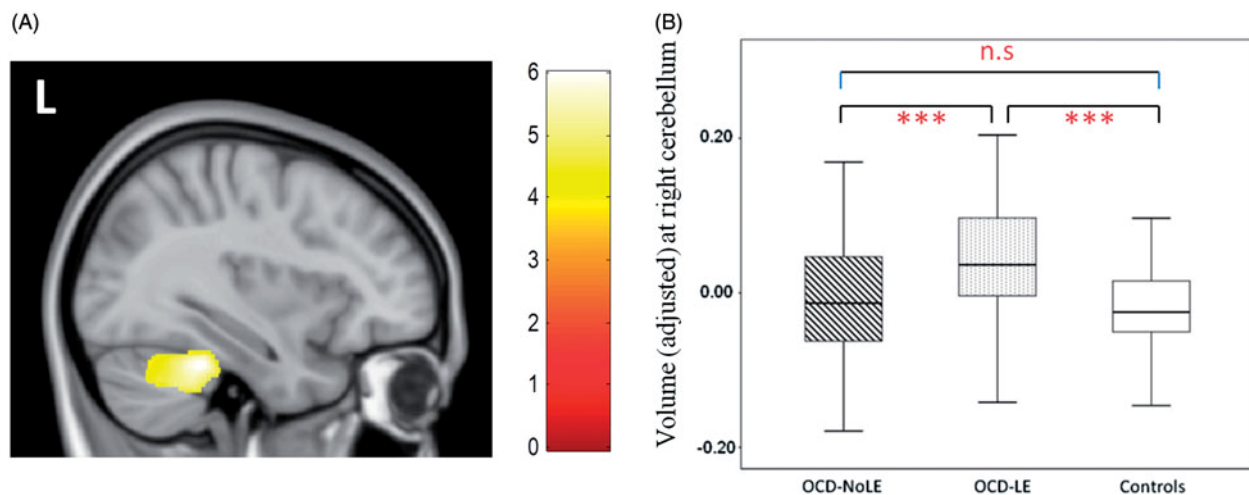 (A)
L
6
5
4
3
2
1
0
(B)
Volume (adjusted) at right cerebellum
n.s
*** ***
0.20
0.00
-0.20
OCD-NoLE OCD-LE Controls